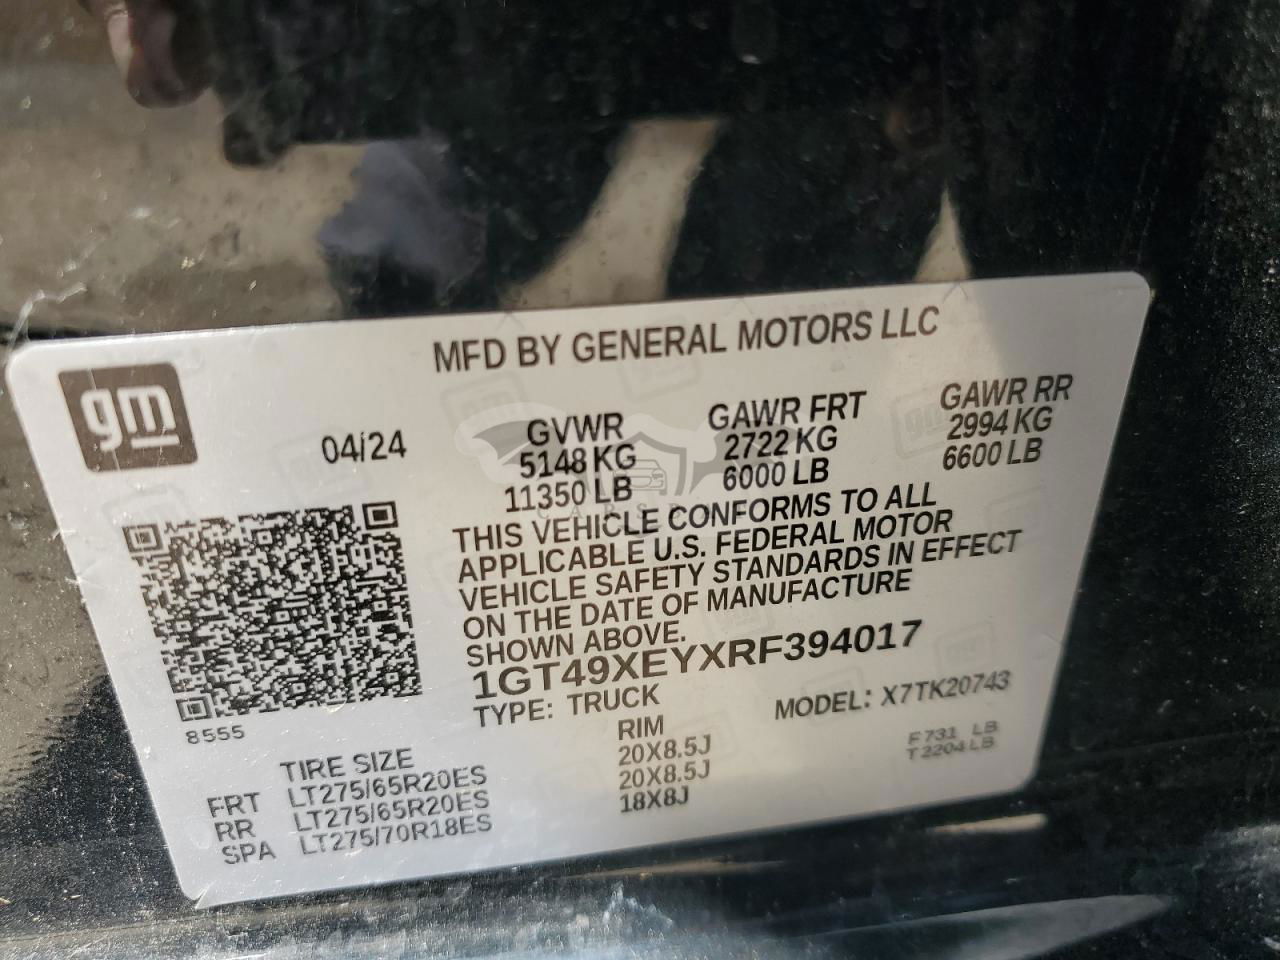 MFD BY GENERAL MOTORS LLC
gm
04/24
GVWR
5148 KG
11350 LB
GAWR FRT
2722 KG
6000 LB
GAWR RR
2994 KG
6600 LB
THIS VEHICLE CONFORMS TO ALL
APPLICABLE U.S. FEDERAL MOTOR
VEHICLE SAFETY STANDARDS IN EFFECT
ON THE DATE OF MANUFACTURE
SHOWN ABOVE.
1GT49XEYXRF394017
TYPE: TRUCK
MODEL: X7TK20743
8555
TIRE SIZE
RIM
FRT LT275/65R20ES 20X8.5J
RR LT275/65R20ES 20X8.5J
SPA LT275/70R18ES 18X8J
F 731 LB
T 2204 LB